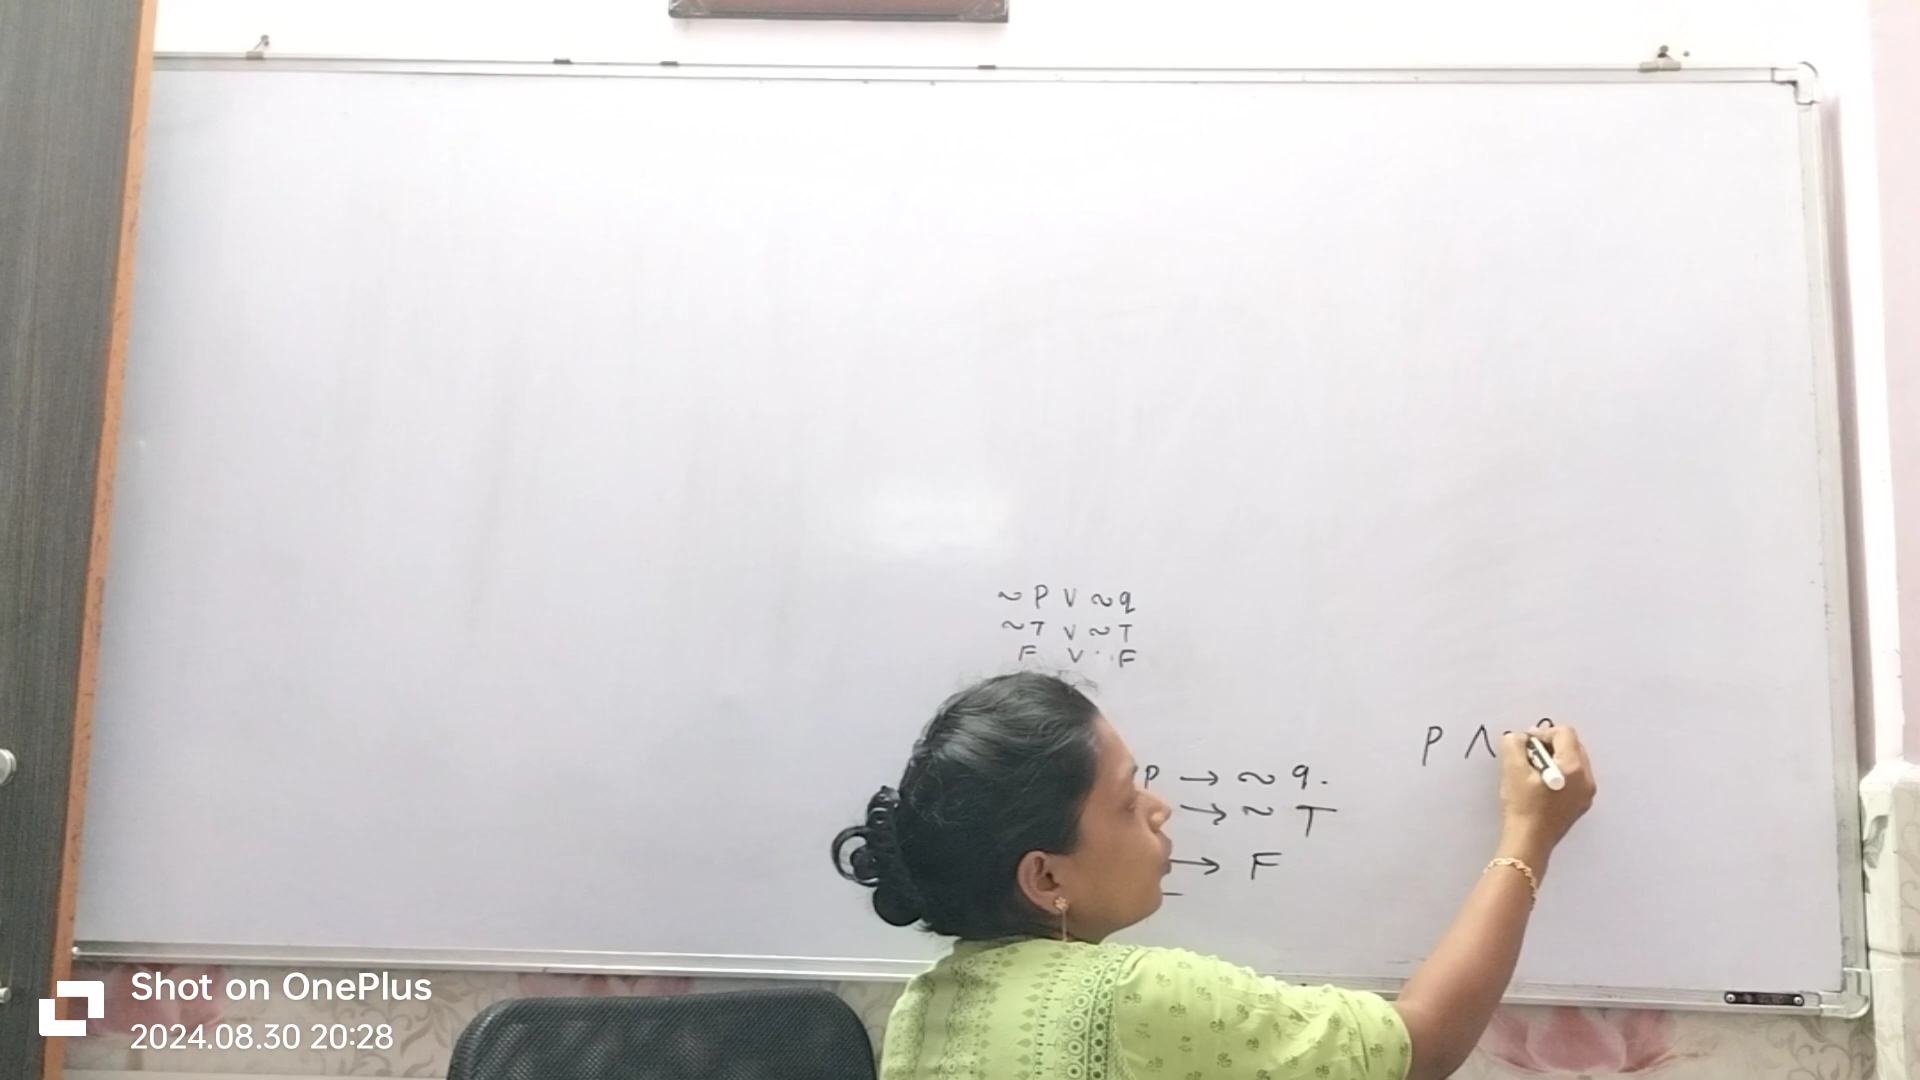 ~ P V ~ q
~ T V ~ T
F V F
P → ~ q.
→ ~ T
→ F
P Λ
Shot on OnePlus
2024.08.30 20:28